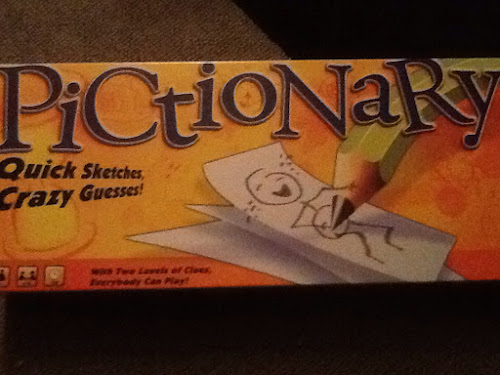 PiCtioNaRy
Quick Sketches,
Crazy Guesses!
With Two Levels of Clues,
Everybody Can Play!